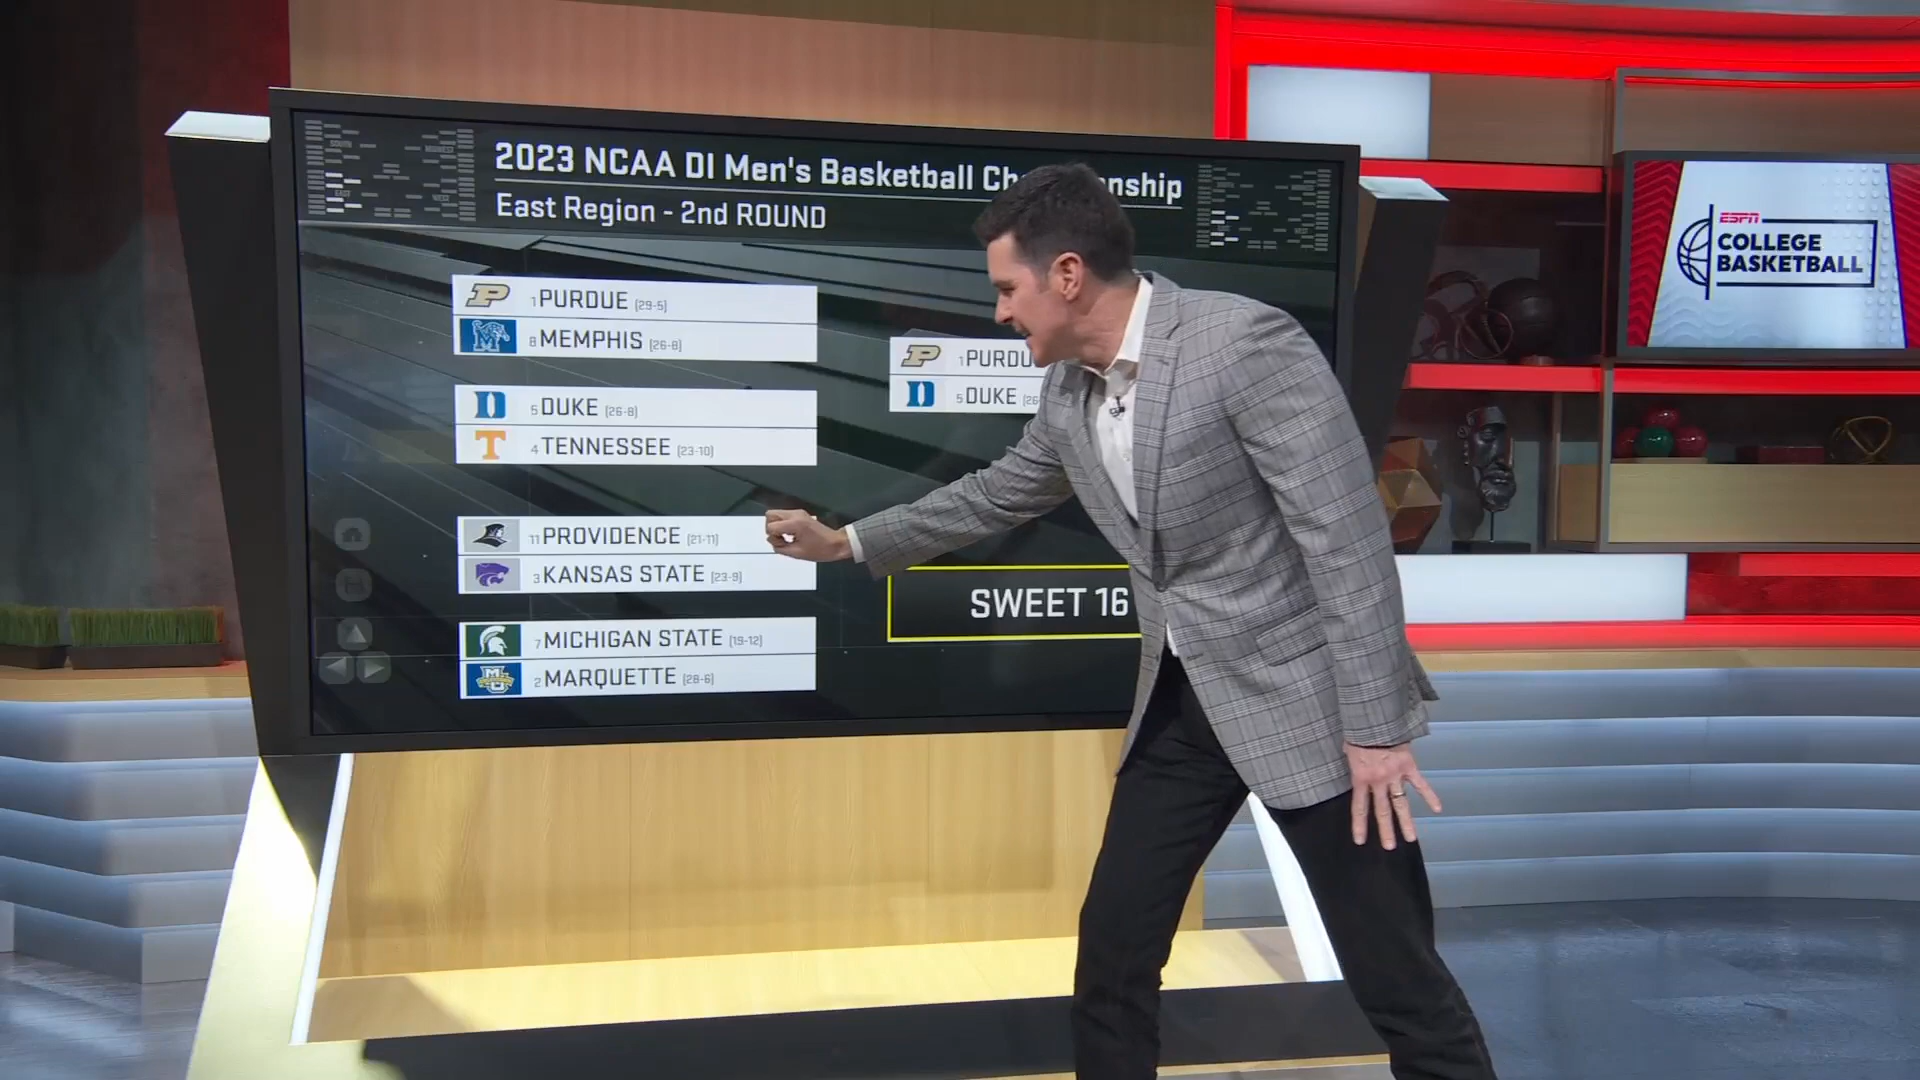 2023 NCAA DI Men's Basketball Ch nship
East Region - 2nd ROUND
1 PURDUE (29-5)
8 MEMPHIS (26-8)
5 DUKE (26-8)
4 TENNESSEE (23-10)
11 PROVIDENCE (21-11)
3 KANSAS STATE (23-9)
7 MICHIGAN STATE (19-12)
2 MARQUETTE (28-6)
1 PURDU
5 DUKE (26-
SWEET 16
ESPN
COLLEGE
BASKETBALL